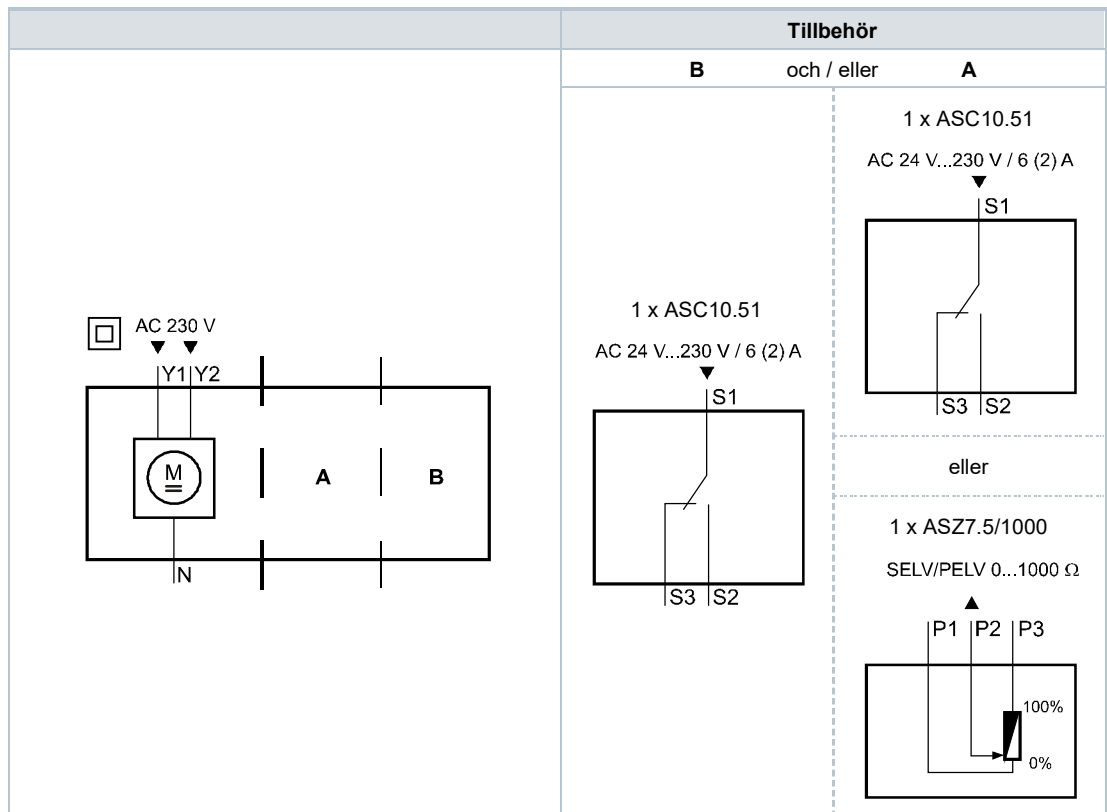 Tillbehör
B och / eller A
1 x ASC10.51
AC 24 V...230 V / 6 (2) A
S1
S3 S2
eller
1 x ASZ7.5/1000
SELV/PELV 0...1000 Ω
P1 P2 P3
100%
0%
1 x ASC10.51
AC 24 V...230 V / 6 (2) A
S1
S3 S2
AC 230 V
Y1 Y2
M
A
B
N